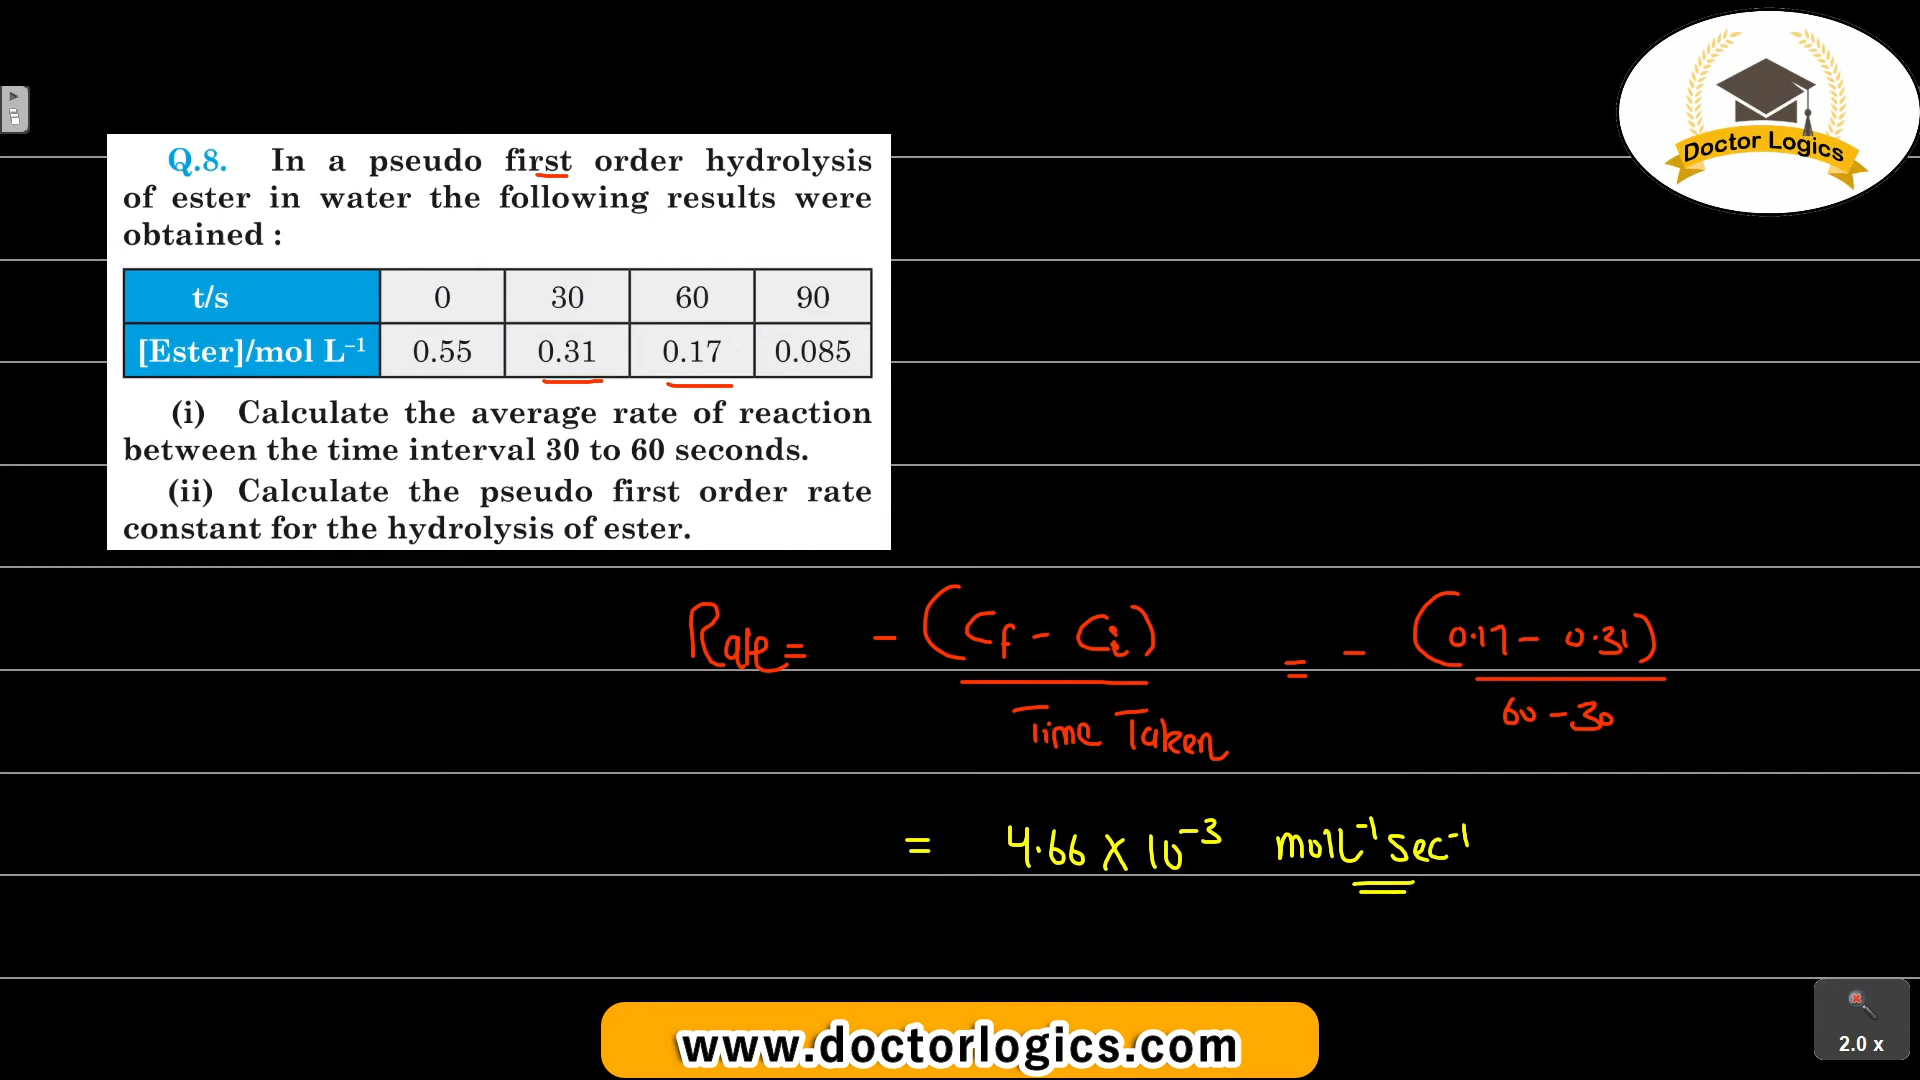 Doctor Logics
Q.8. In a pseudo first order hydrolysis
of ester in water the following results were
obtained :
t/s 0 30 60 90
[Ester]/mol L⁻¹ 0.55 0.31 0.17 0.085
(i) Calculate the average rate of reaction
between the time interval 30 to 60 seconds.
(ii) Calculate the pseudo first order rate
constant for the hydrolysis of ester.
Rate = - (Cf - Ci) / Time Taken = - (0.17 - 0.31) / 60 - 30
= 4.66 × 10⁻³ mol L⁻¹ sec⁻¹
www.doctorlogics.com
2.0 x